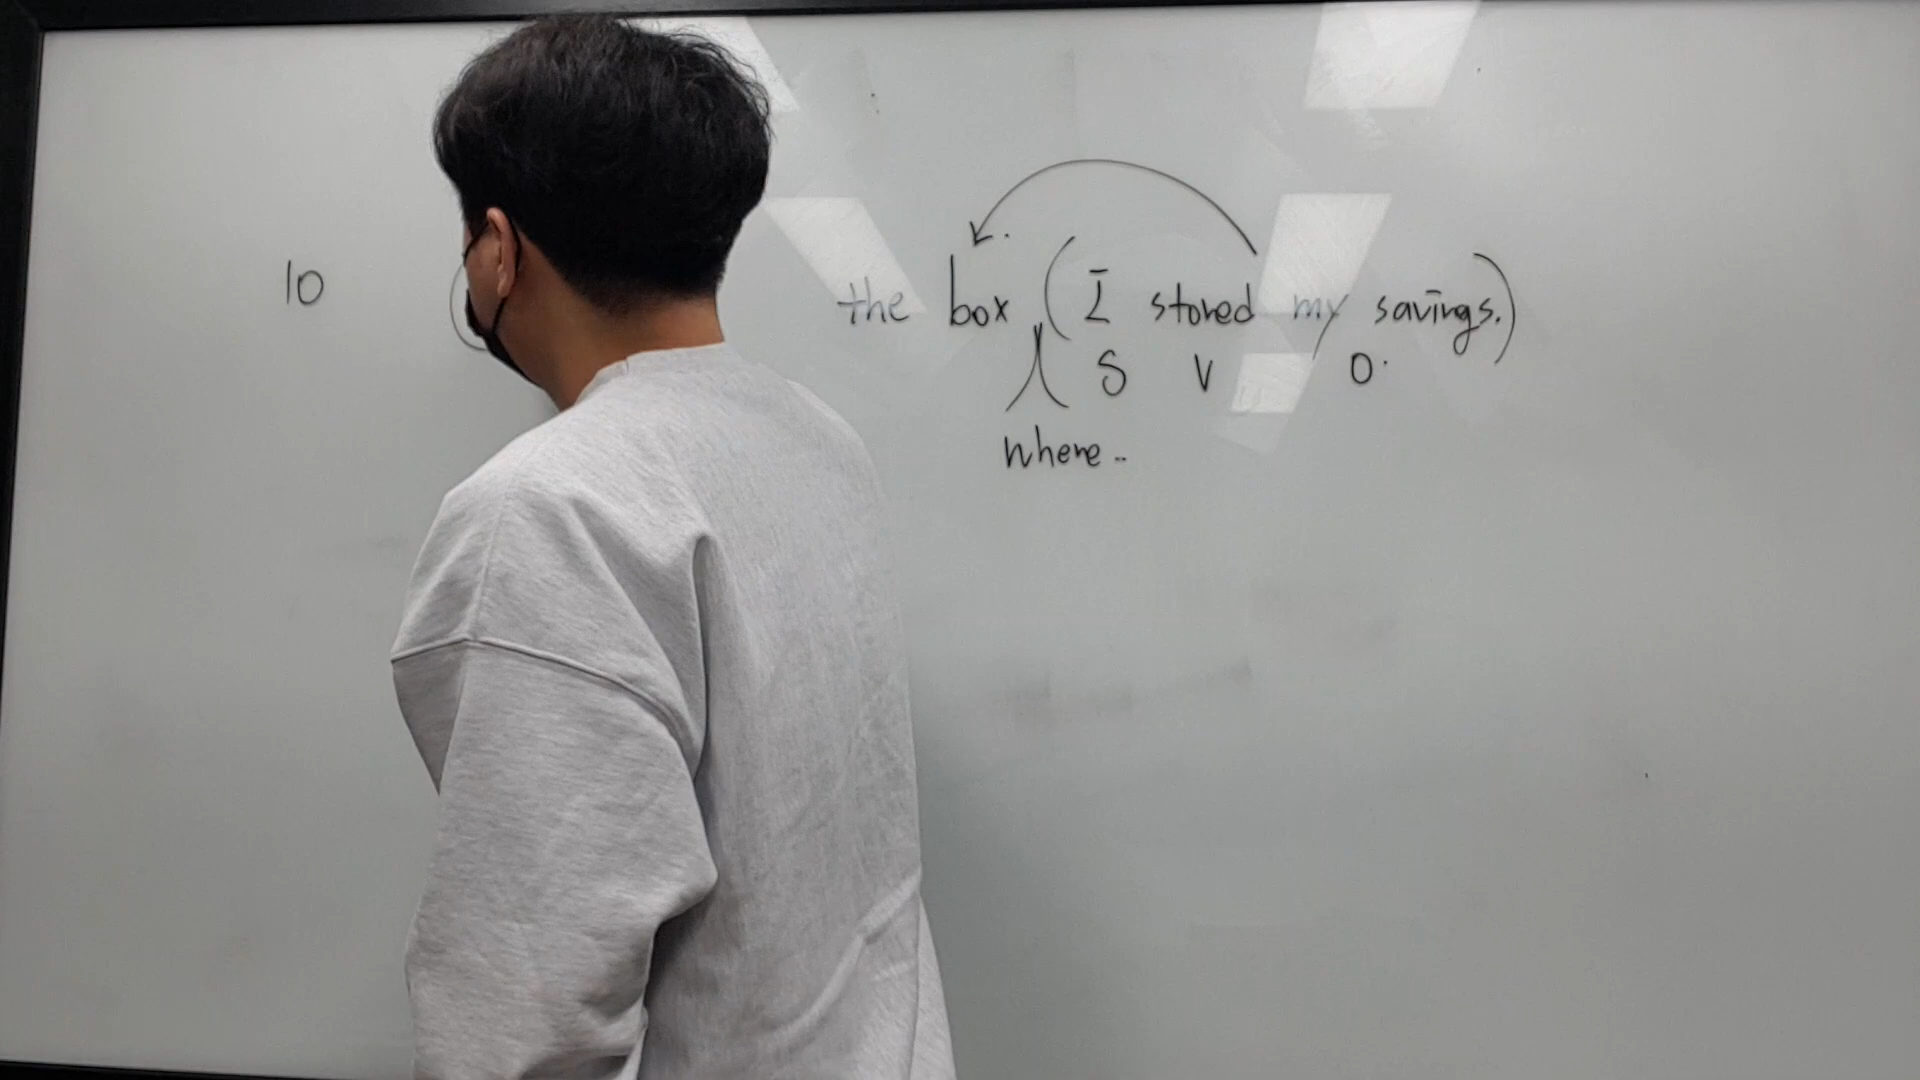 10 the box (I stored my savings.)
S V O.
where..